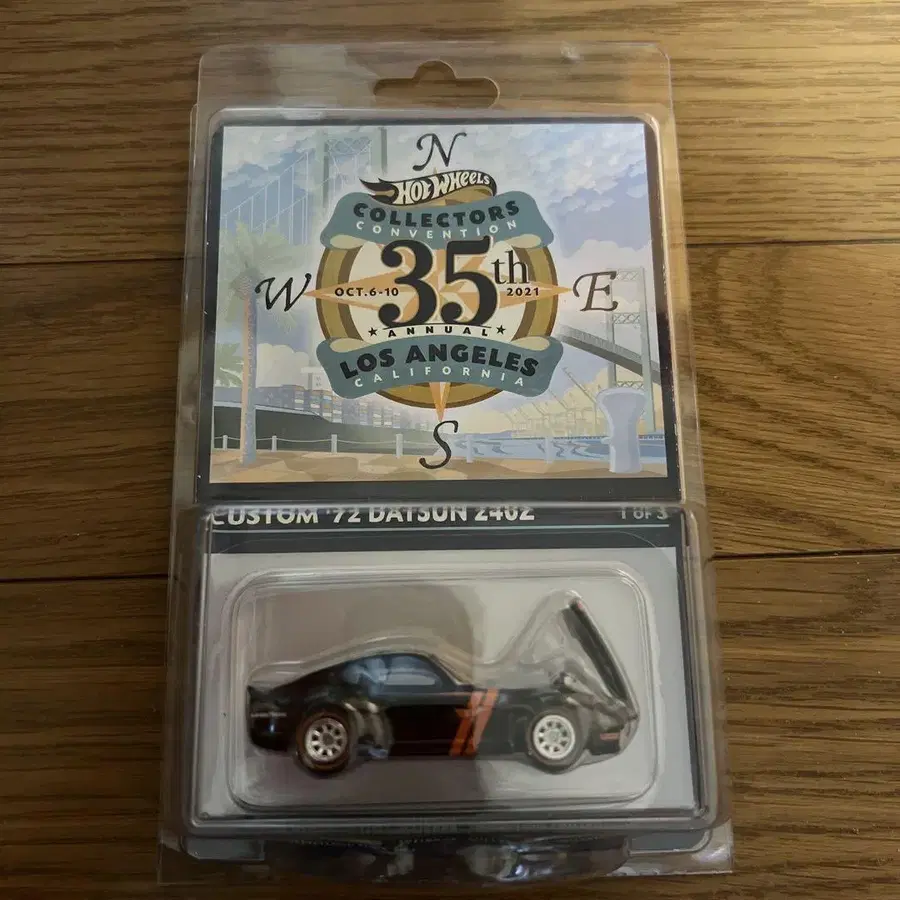 N
HOT WHEELS
COLLECTORS
CONVENTION
W OCT. 6-10 35th 2021 E
★ ANNUAL ★
LOS ANGELES
CALIFORNIA
S
CUSTOM '72 DATSUN 240Z 1 OF 3